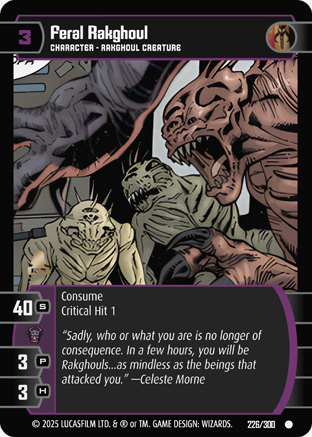 3
Feral Rakghoul
CHARACTER • RAKGHOUL CREATURE
40 S
3 P
3 H
Consume
Critical Hit 1
“Sadly, who or what you are is no longer of
consequence. In a few hours, you will be
Rakghouls...as mindless as the beings that
attacked you.” —Celeste Morne
© 2025 LUCASFILM LTD. & ® or TM. GAME DESIGN: WIZARDS.
226/300